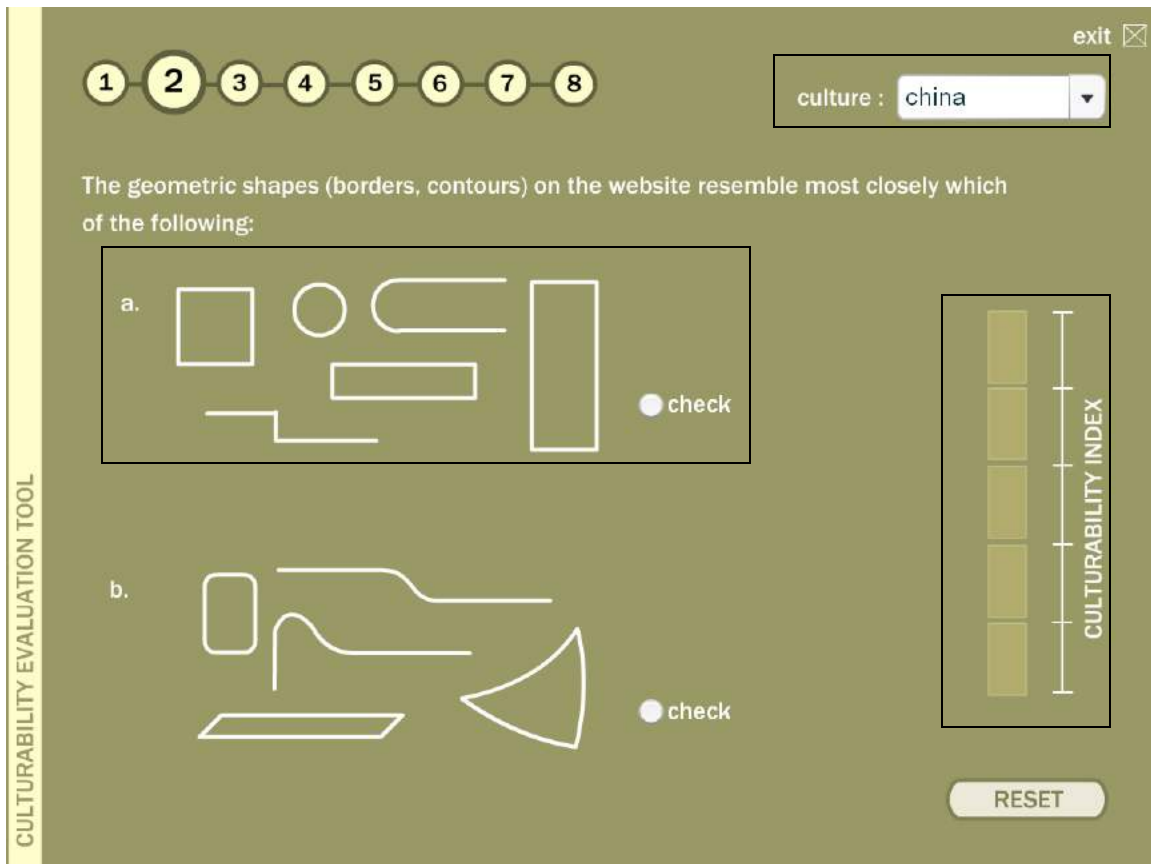 exit
1 2 3 4 5 6 7 8
culture : china
The geometric shapes (borders, contours) on the website resemble most closely which
of the following:
a.
check
CULTURABILITY INDEX
b.
check
RESET
CULTURABILITY EVALUATION TOOL